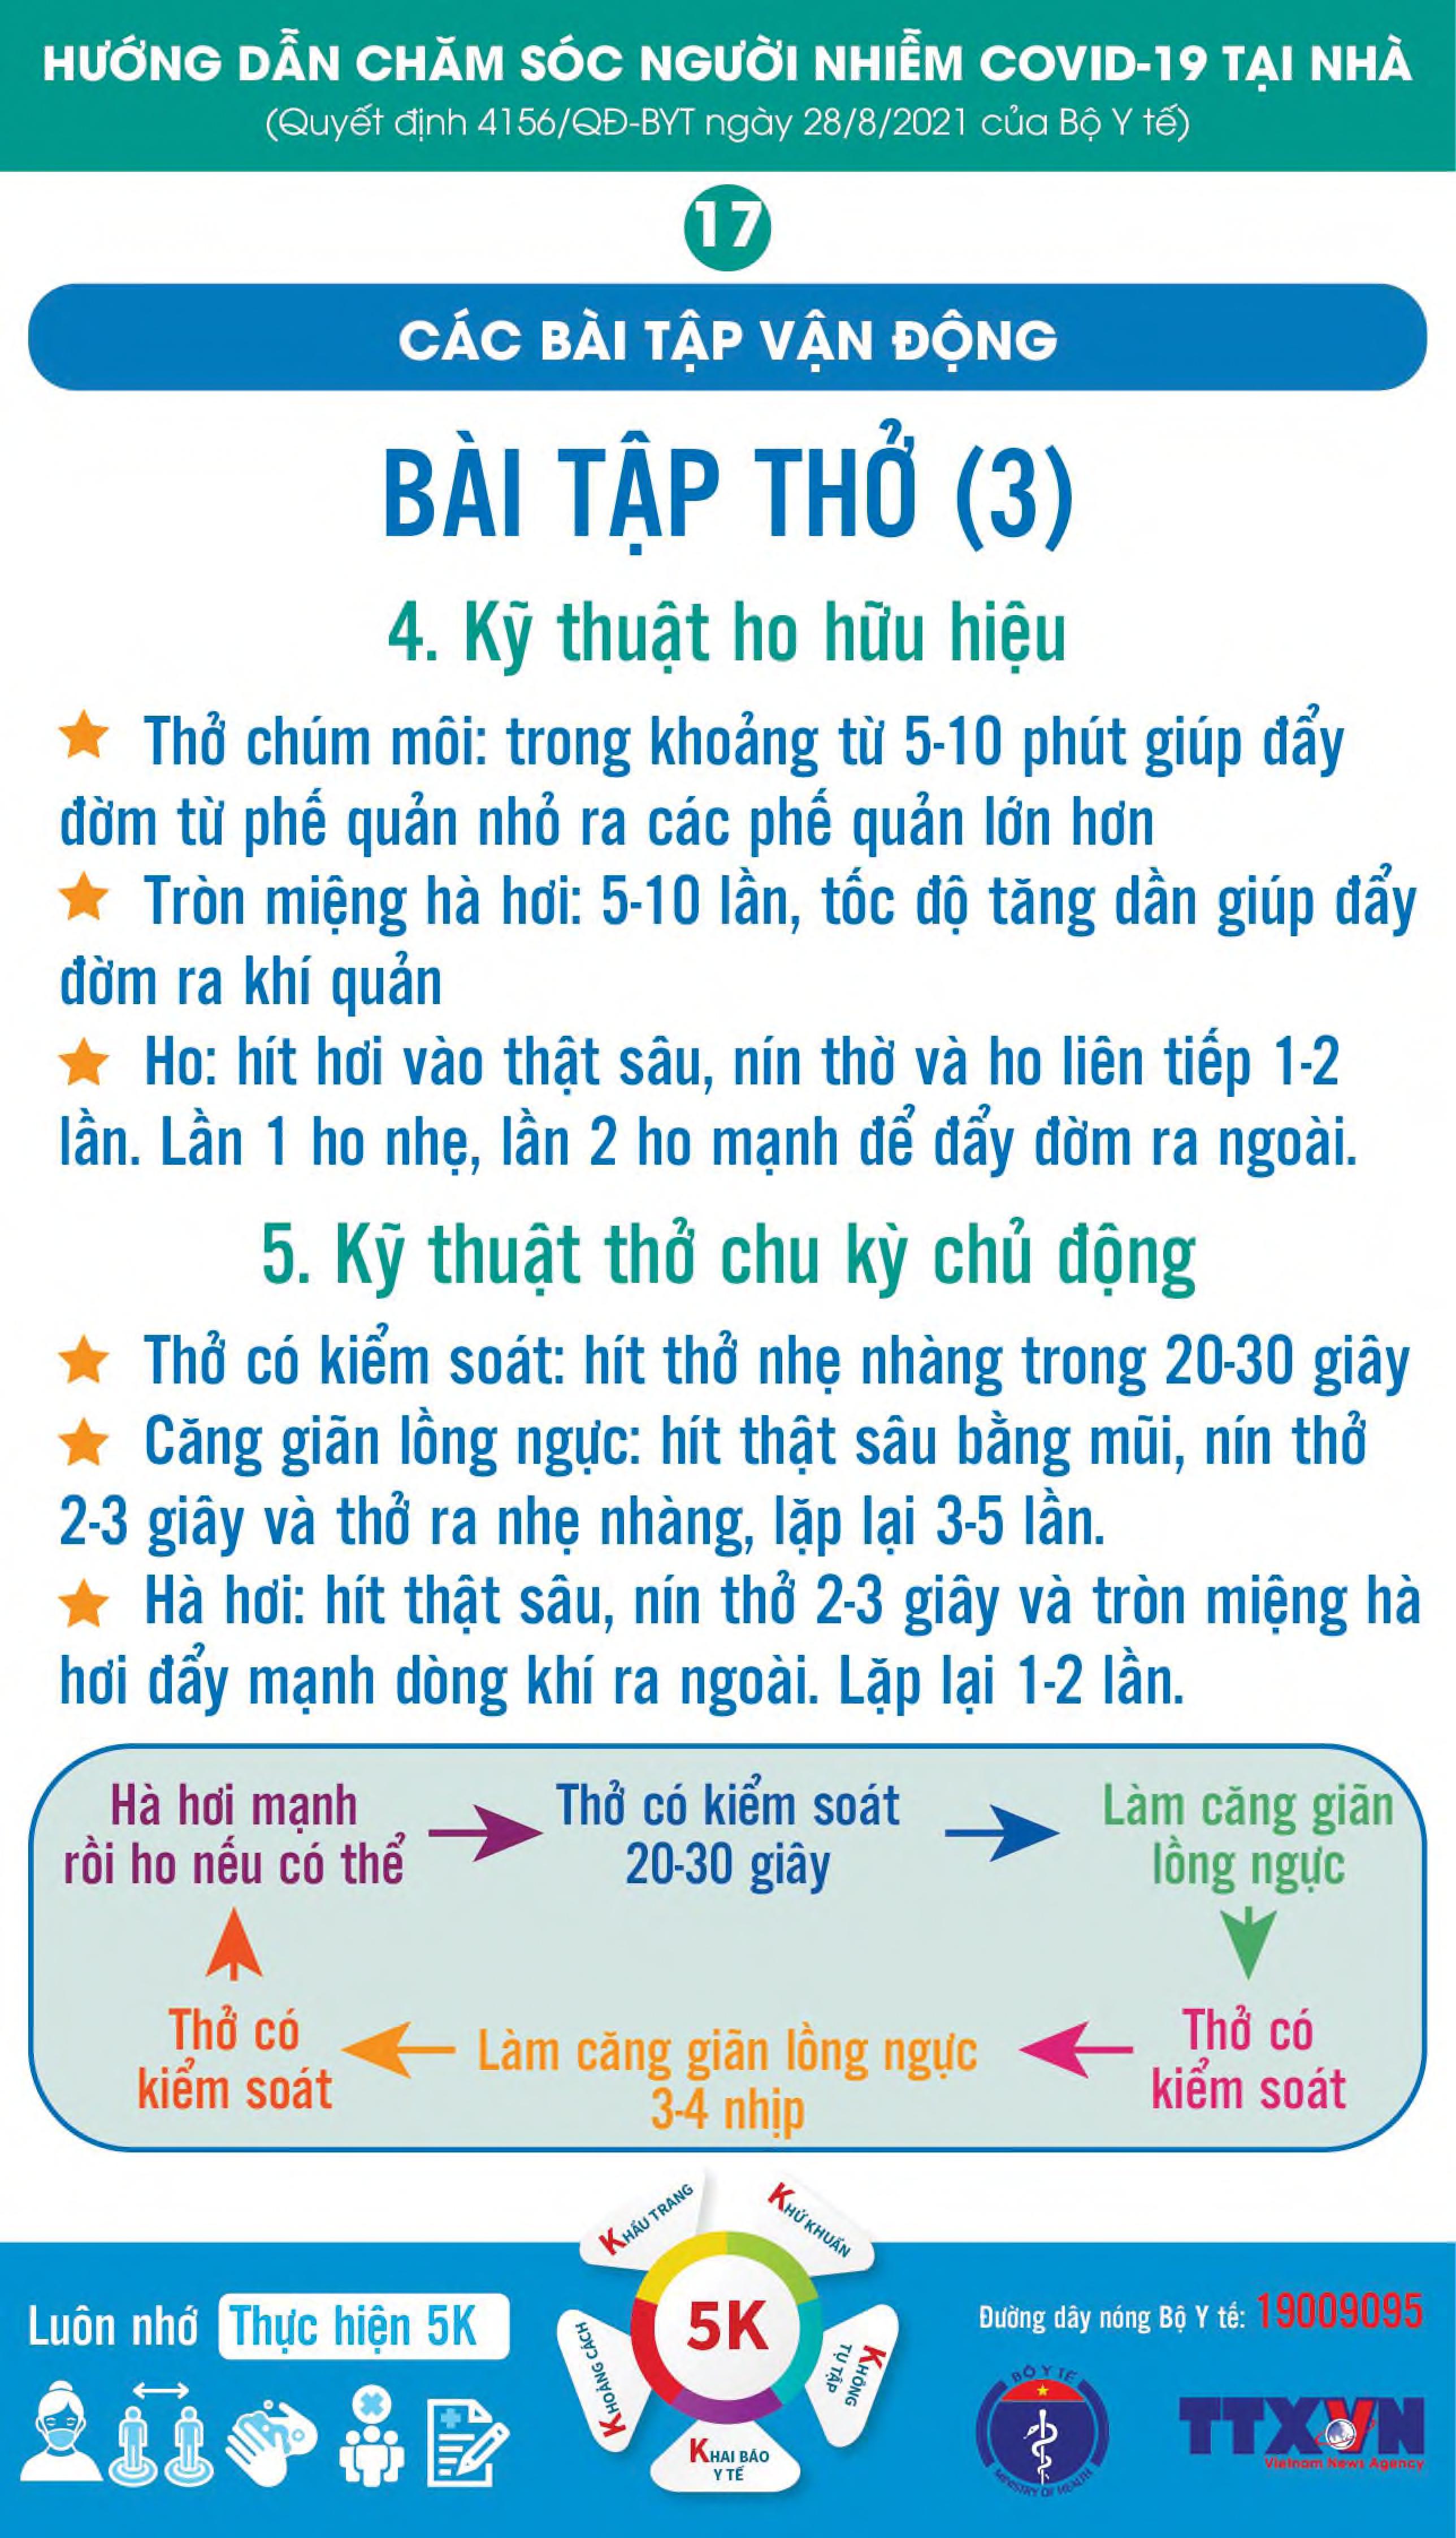 HƯỚNG DẪN CHĂM SÓC NGƯỜI NHIỄM COVID-19 TẠI NHÀ
(Quyết định 4156/QĐ-BYT ngày 28/8/2021 của Bộ Y tế)
17
CÁC BÀI TẬP VẬN ĐỘNG
BÀI TẬP THỞ (3)
4. Kỹ thuật ho hữu hiệu
Thở chúm môi: trong khoảng từ 5-10 phút giúp đẩy
đờm từ phế quản nhỏ ra các phế quản lớn hơn
Tròn miệng hà hơi: 5-10 lần, tốc độ tăng dần giúp đẩy
đờm ra khí quản
Ho: hít hơi vào thật sâu, nín thờ và ho liên tiếp 1-2
lần. Lần 1 ho nhẹ, lần 2 ho mạnh để đẩy đờm ra ngoài.
5. Kỹ thuật thở chu kỳ chủ động
Thở có kiểm soát: hít thở nhẹ nhàng trong 20-30 giây
Căng giãn lồng ngực: hít thật sâu bằng mũi, nín thở
2-3 giây và thở ra nhẹ nhàng, lặp lại 3-5 lần.
Hà hơi: hít thật sâu, nín thở 2-3 giây và tròn miệng hà
hơi đẩy mạnh dòng khí ra ngoài. Lặp lại 1-2 lần.
Hà hơi mạnh
rồi ho nếu có thể
Thở có kiểm soát
20-30 giây
Làm căng giãn
lồng ngực
Thở có
kiểm soát
Làm căng giãn lồng ngực
3-4 nhịp
Thở có
kiểm soát
Luôn nhớ Thực hiện 5K
KHẨU TRANG
KHỬ KHUẨN
KHOẢNG CÁCH
5K
KHÔNG
TỤ TẬP
KHAI BÁO
Y TẾ
Đường dây nóng Bộ Y tế: 19009095
BỘ Y TẾ
MINISTRY OF HEALTH
TTXVN
Vietnam News Agency